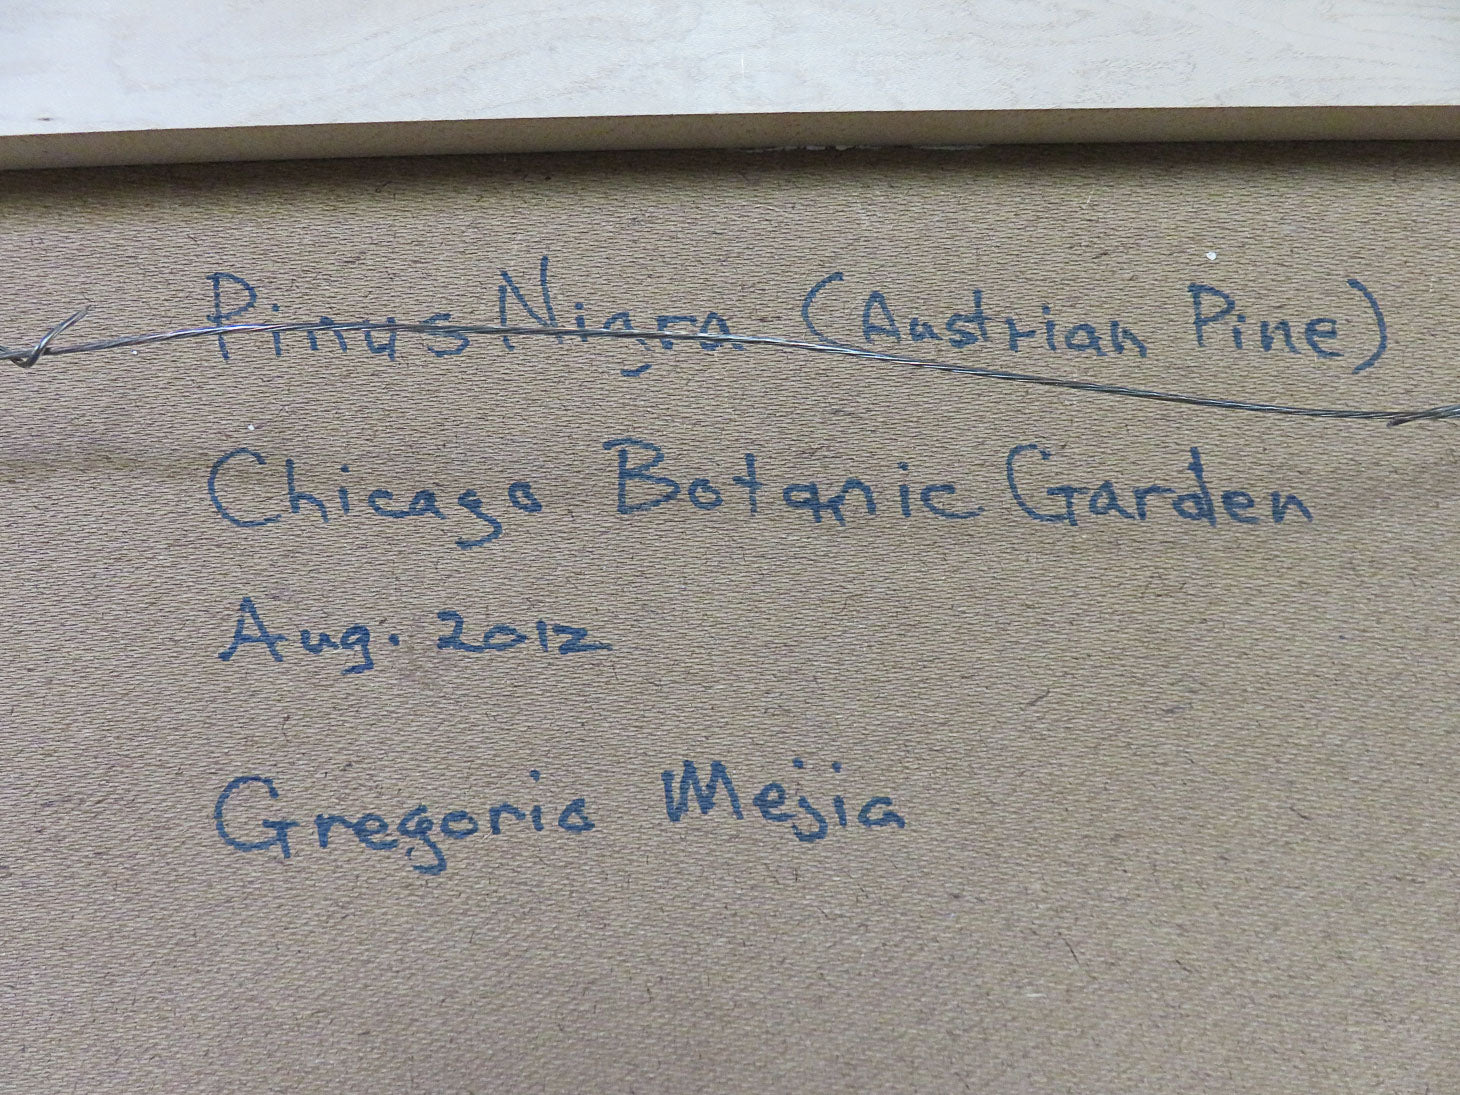 Pinus Nigra (Austrian Pine)
Chicago Botanic Garden
Aug. 2012
Gregorio Mejia